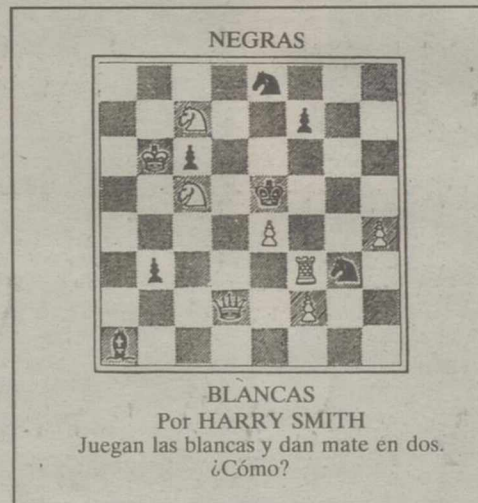 NEGRAS
BLANCAS
Por HARRY SMITH
Juegan las blancas y dan mate en dos.
¿Cómo?